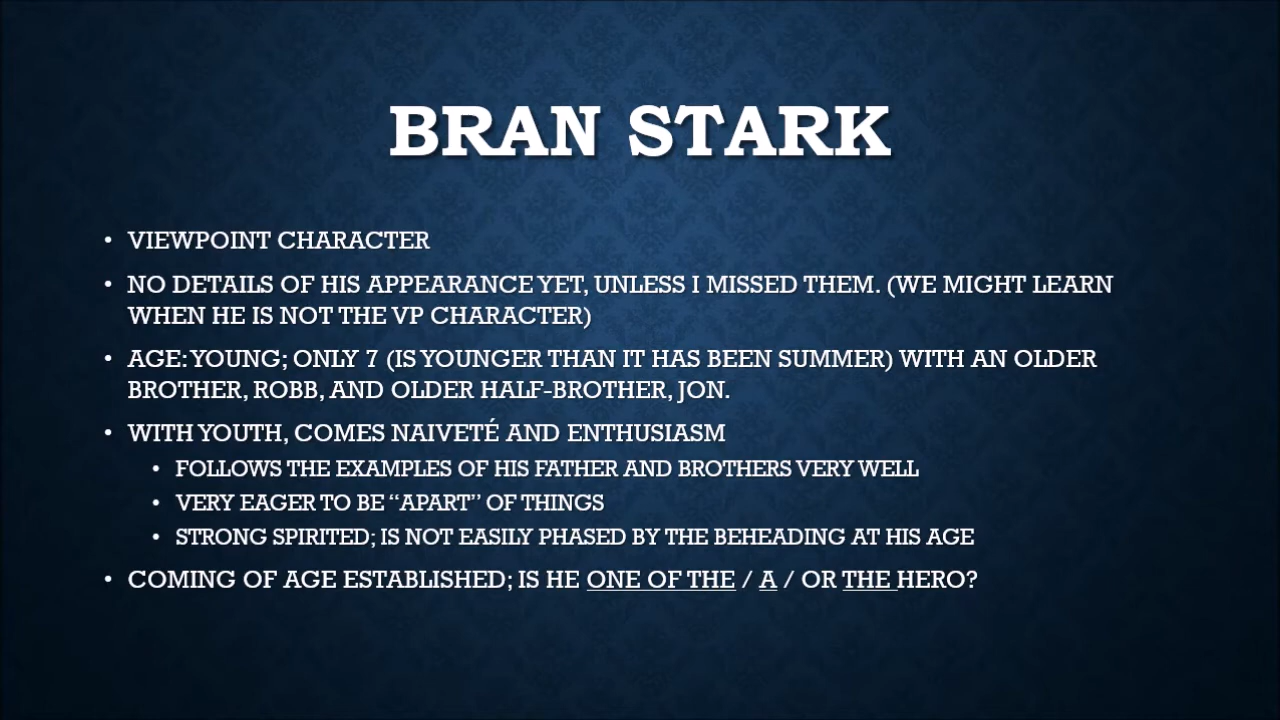 BRAN STARK
• VIEWPOINT CHARACTER
• NO DETAILS OF HIS APPEARANCE YET, UNLESS I MISSED THEM. (WE MIGHT LEARN
WHEN HE IS NOT THE VP CHARACTER)
• AGE: YOUNG; ONLY 7 (IS YOUNGER THAN IT HAS BEEN SUMMER) WITH AN OLDER
BROTHER, ROBB, AND OLDER HALF-BROTHER, JON.
• WITH YOUTH, COMES NAIVETÉ AND ENTHUSIASM
• FOLLOWS THE EXAMPLES OF HIS FATHER AND BROTHERS VERY WELL
• VERY EAGER TO BE “APART” OF THINGS
• STRONG SPIRITED; IS NOT EASILY PHASED BY THE BEHEADING AT HIS AGE
• COMING OF AGE ESTABLISHED; IS HE ONE OF THE / A / OR THE HERO?